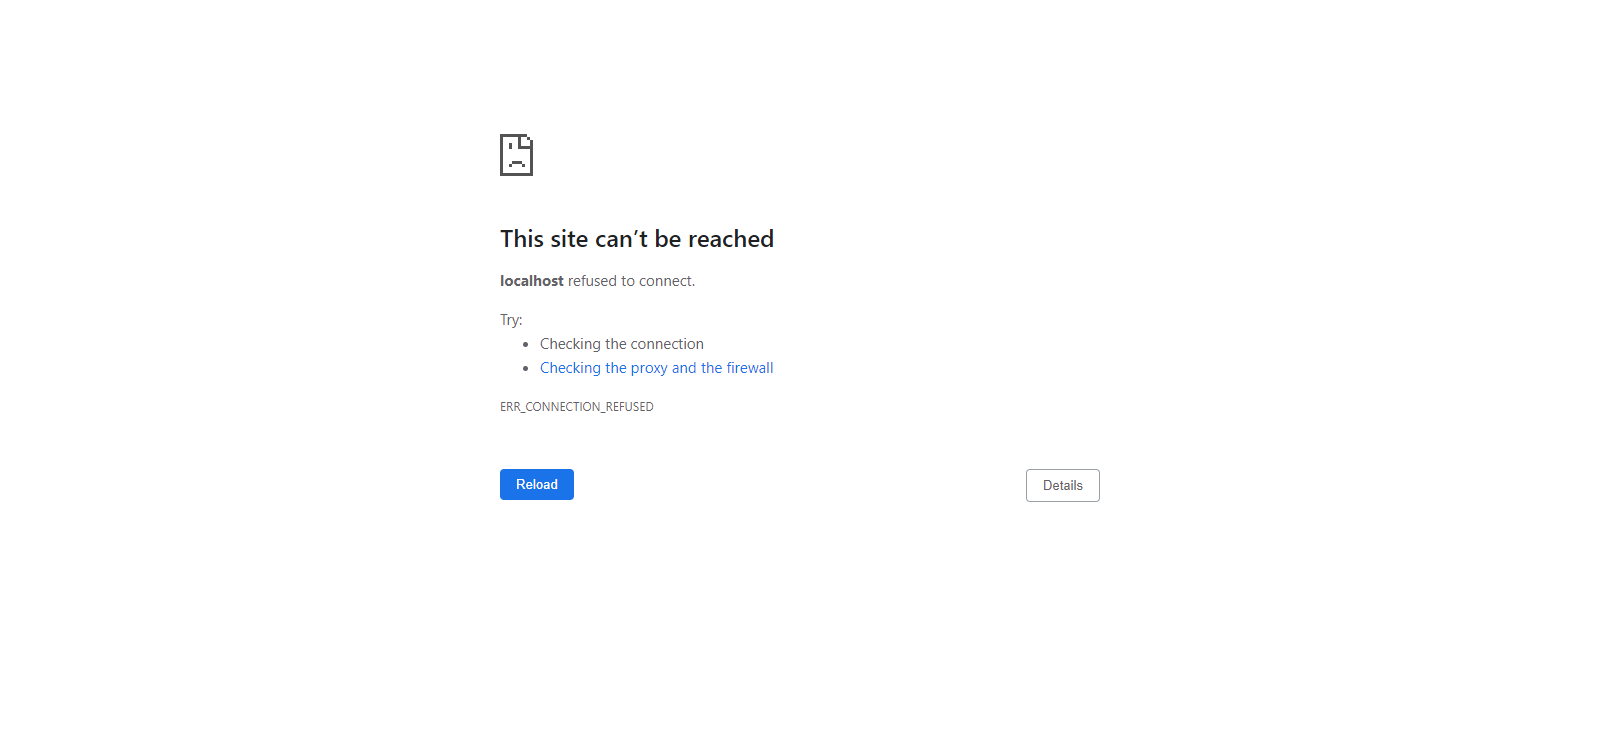 This site can’t be reached
localhost refused to connect.
Try:
Checking the connection
Checking the proxy and the firewall
ERR_CONNECTION_REFUSED
Reload
Details